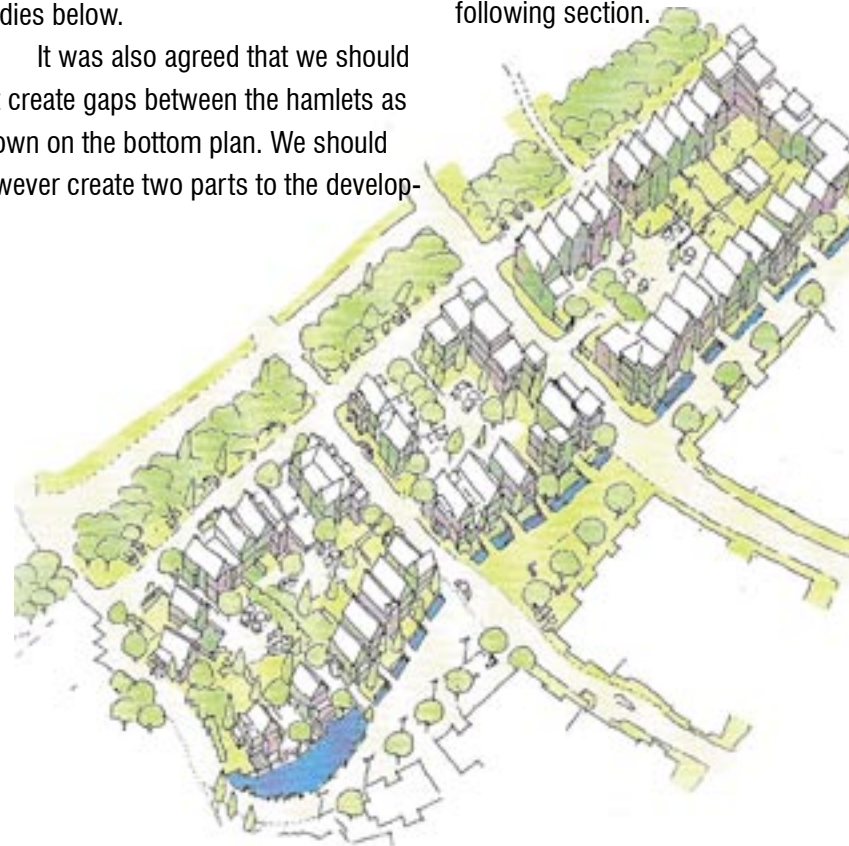 dies below.
It was also agreed that we should
create gaps between the hamlets as
own on the bottom plan. We should
wever create two parts to the develop-
following section.